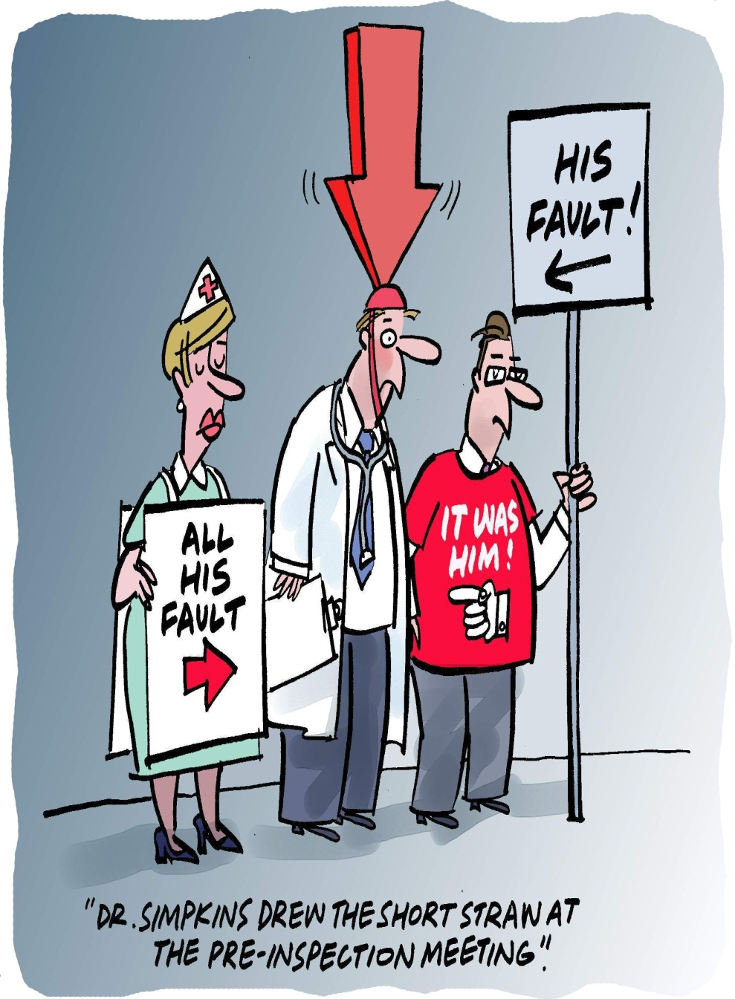 HIS
FAULT!
IT WAS
HIM!
ALL
HIS
FAULT
"DR. SIMPKINS DREW THE SHORT STRAW AT
THE PRE-INSPECTION MEETING".